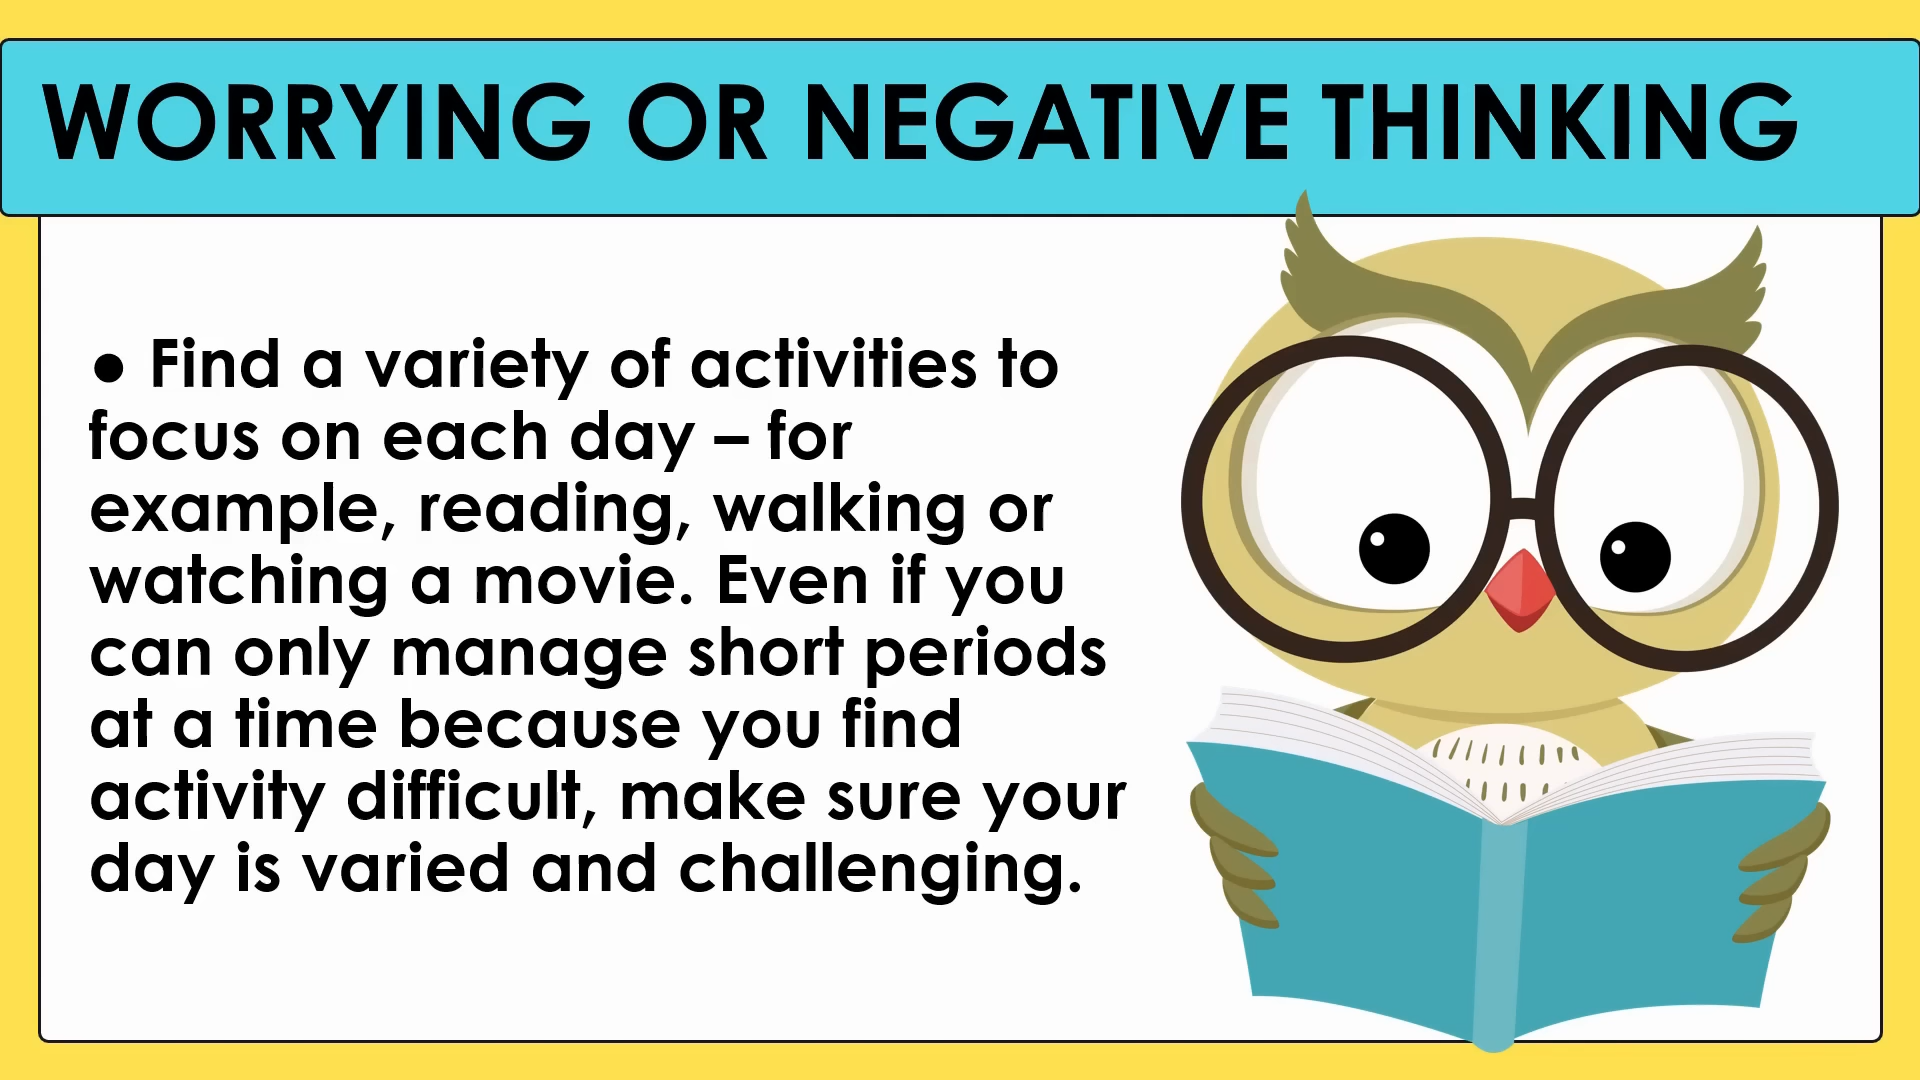 WORRYING OR NEGATIVE THINKING
● Find a variety of activities to
focus on each day – for
example, reading, walking or
watching a movie. Even if you
can only manage short periods
at a time because you find
activity difficult, make sure your
day is varied and challenging.